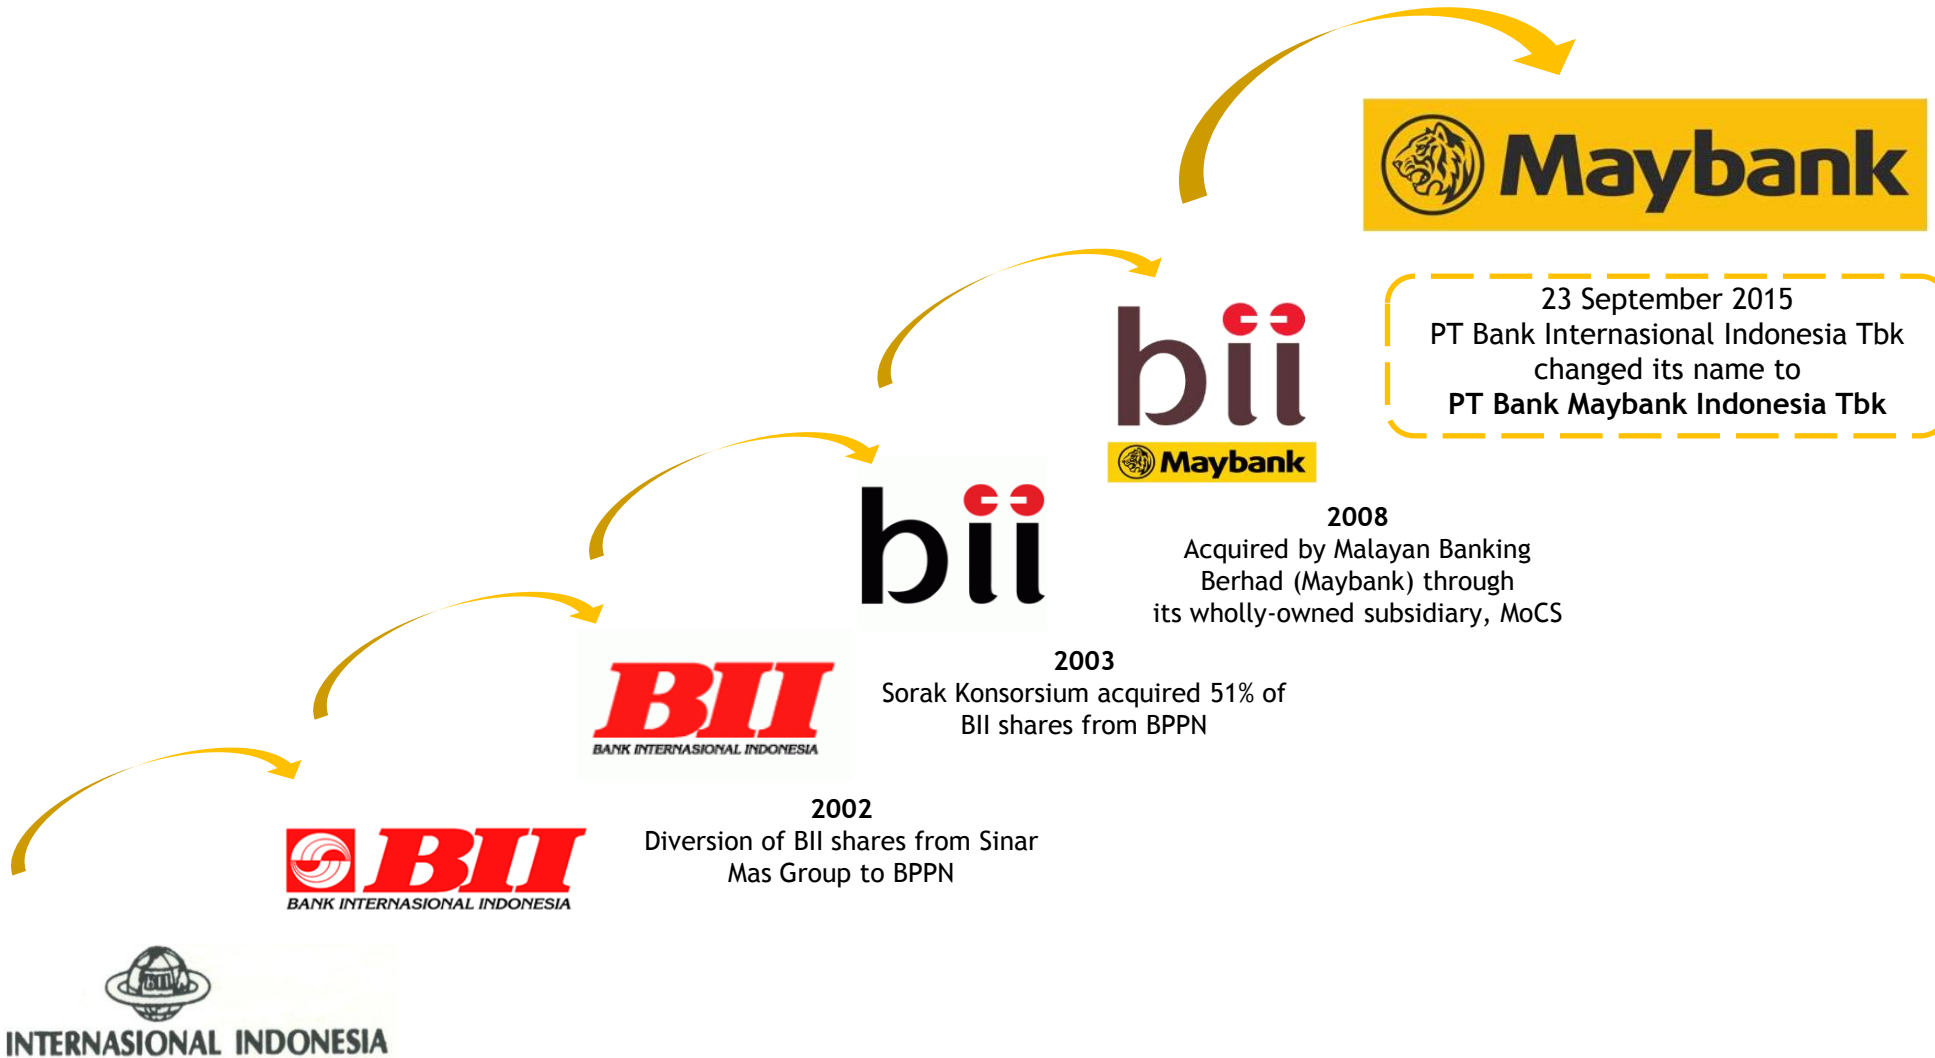 Maybank
23 September 2015
PT Bank Internasional Indonesia Tbk
changed its name to
PT Bank Maybank Indonesia Tbk
bii
Maybank
2008
Acquired by Malayan Banking
Berhad (Maybank) through
its wholly-owned subsidiary, MoCS
bii
2003
Sorak Konsorsium acquired 51% of
BII shares from BPPN
BII
BANK INTERNASIONAL INDONESIA
2002
Diversion of BII shares from Sinar
Mas Group to BPPN
BII
BANK INTERNASIONAL INDONESIA
BII
INTERNASIONAL INDONESIA